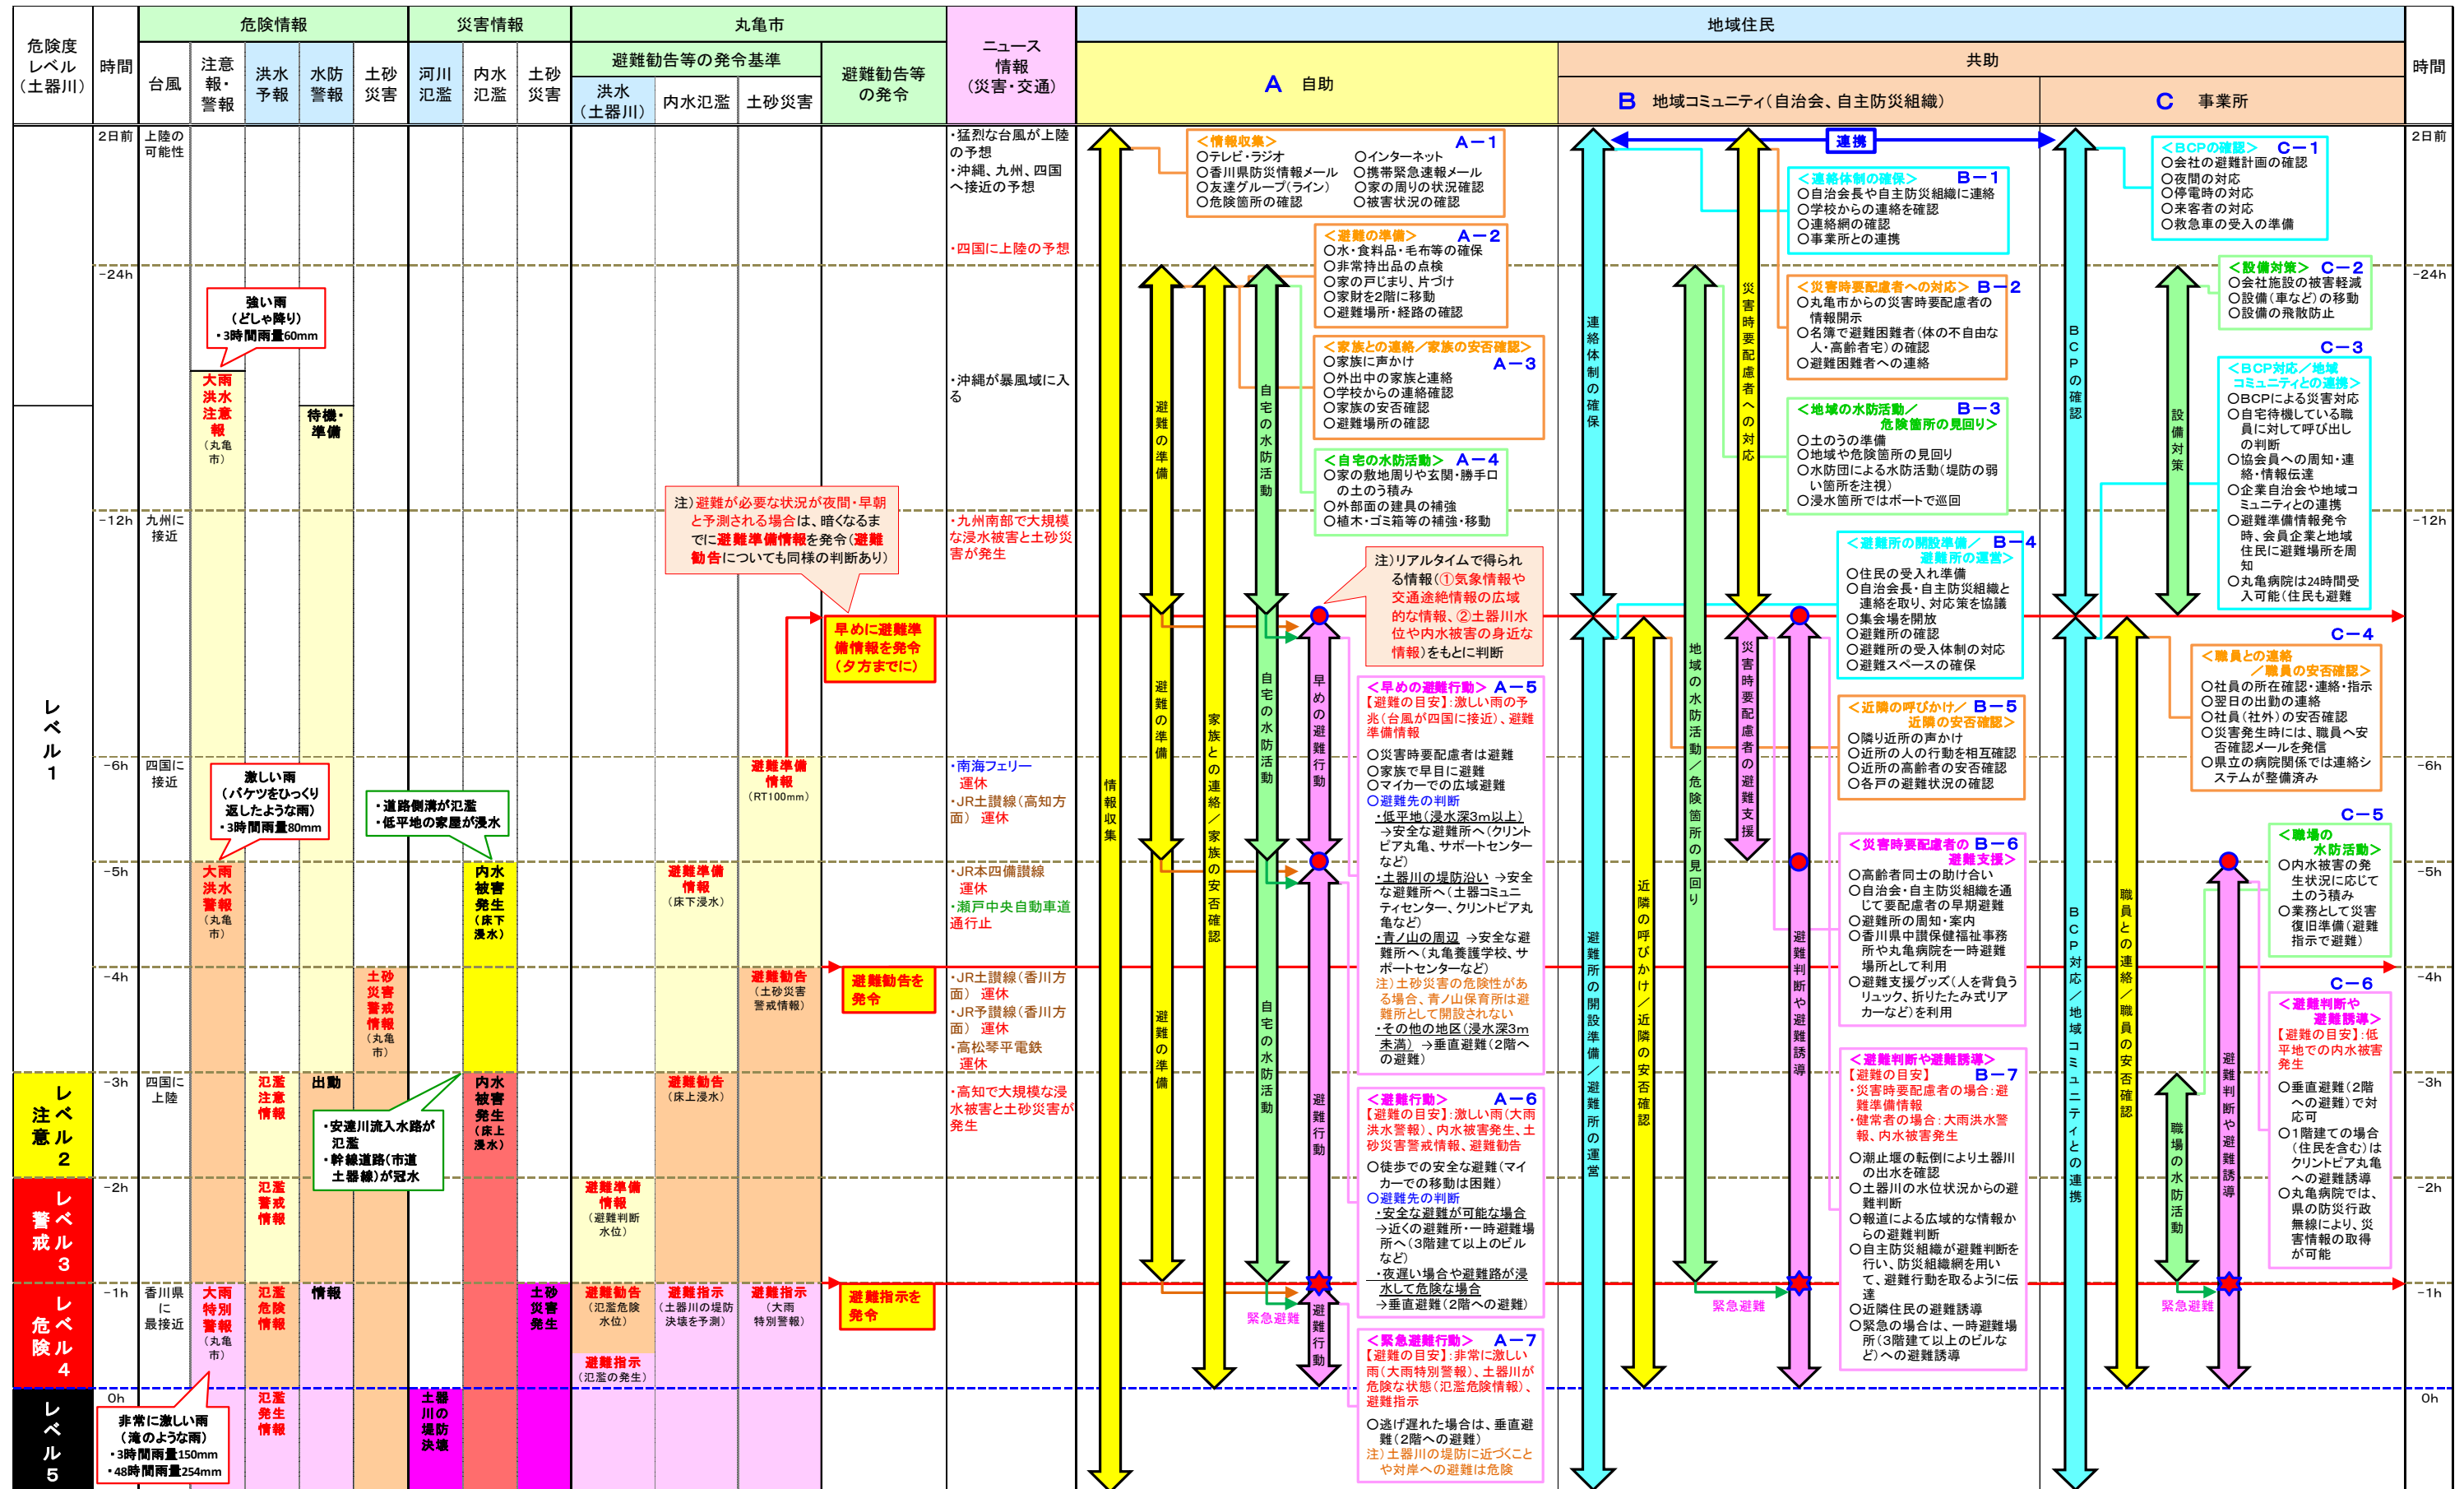 危険度
レベル
（土器川）
時間
危険情報
台風
注意
報・
警報
洪水
予報
水防
警報
土砂
災害
災害情報
河川
氾濫
内水
氾濫
土砂
災害
丸亀市
避難勧告等の発令基準
洪水
（土器川）
内水氾濫
土砂災害
避難勧告等
の発令
ニュース
情報
（災害・交通）
地域住民
A 自助
共助
B 地域コミュニティ（自治会、自主防災組織）
C 事業所
時間
レベル1
レベル2
注意
レベル3
警戒
レベル4
危険
レベル5
2日前
-24h
-12h
-6h
-5h
-4h
-3h
-2h
-1h
0h
上陸の
可能性
九州に
接近
四国に
接近
四国に
上陸
香川県
に
最接近
強い雨
（どしゃ降り）
・3時間雨量60mm
大雨
洪水
注意
報
（丸亀
市）
激しい雨
（バケツをひっくり
返したような雨）
・3時間雨量80mm
大雨
洪水
警報
（丸亀
市）
大雨
特別
警報
（丸亀
市）
非常に激しい雨
（滝のような雨）
・3時間雨量150mm
・48時間雨量254mm
氾濫
注意
情報
氾濫
警戒
情報
氾濫
危険
情報
氾濫
発生
情報
待機・
準備
出動
情報
土砂
災害
警戒
情報
（丸亀
市）
土器
川の
堤防
決壊
・道路側溝が氾濫
・低平地の家屋が浸水
内水
被害
発生
（床下
浸水）
内水
被害
発生
（床上
浸水）
・安達川流入水路が
氾濫
・幹線道路（市道
土器線）が冠水
土砂
災害
発生
避難準備
情報
（避難判断
水位）
避難勧告
（氾濫危険
水位）
避難指示
（氾濫の発生）
避難準備
情報
（床下浸水）
避難勧告
（床上浸水）
避難指示
（土器川の堤防
決壊を予測）
避難準備
情報
（RT100mm）
避難勧告
（土砂災害
警戒情報）
避難指示
（大雨
特別警報）
注）避難が必要な状況が夜間・早朝
と予測される場合は、暗くなるま
でに避難準備情報を発令（避難
勧告についても同様の判断あり）
早めに避難準
備情報を発令
（夕方までに）
避難勧告を
発令
避難指示を
発令
・猛烈な台風が上陸
の予想
・沖縄、九州、四国
へ接近の予想
・四国に上陸の予想
・沖縄が暴風域に入
る
・九州南部で大規模
な浸水被害と土砂災
害が発生
・南海フェリー
運休
・JR土讃線（高知方
面） 運休
・JR本四備讃線
運休
・瀬戸中央自動車道
通行止
・JR土讃線（香川方
面） 運休
・JR予讃線（香川方
面） 運休
・高松琴平電鉄
運休
・高知で大規模な浸
水被害と土砂災害が
発生
情報収集
避難の準備
避難の準備
避難の準備
家族との連絡／家族の安否確認
自宅の水防活動
自宅の水防活動
自宅の水防活動
早めの避難行動
避難行動
避難行動
緊急避難
＜情報収集＞ A－1
○テレビ・ラジオ ○インターネット
○香川県防災情報メール ○携帯緊急速報メール
○友達グループ（ライン） ○家の周りの状況確認
○危険箇所の確認 ○被害状況の確認
＜避難の準備＞ A－2
○水・食料品・毛布等の確保
○非常持出品の点検
○家の戸じまり、片づけ
○家財を2階に移動
○避難場所・経路の確認
＜家族との連絡／家族の安否確認＞
○家族に声かけ A－3
○外出中の家族と連絡
○学校からの連絡確認
○家族の安否確認
○避難場所の確認
＜自宅の水防活動＞ A－4
○家の敷地周りや玄関・勝手口
の土のう積み
○外部面の建具の補強
○植木・ゴミ箱等の補強・移動
注）リアルタイムで得られ
る情報（①気象情報や
交通途絶情報の広域
的な情報、②土器川水
位や内水被害の身近な
情報）をもとに判断
＜早めの避難行動＞ A－5
【避難の目安】：激しい雨の予
兆（台風が四国に接近）、避難
準備情報
○災害時要配慮者は避難
○家族で早目に避難
○マイカーでの広域避難
○避難先の判断
・低平地（浸水深3m以上）
→安全な避難所へ（クリント
ピア丸亀、サポートセンター
など）
・土器川の堤防沿い →安全
な避難所へ（土器コミュニ
ティセンター、クリントピア丸
亀など）
・青ノ山の周辺 →安全な避
難所へ（丸亀養護学校、サ
ポートセンターなど）
注）土砂災害の危険性があ
る場合、青ノ山保育所は避
難所として開設されない
・その他の地区（浸水深3m
未満） →垂直避難（2階へ
の避難）
＜避難行動＞ A－6
【避難の目安】：激しい雨（大雨
洪水警報）、内水被害発生、土
砂災害警戒情報、避難勧告
○徒歩での安全な避難（マイ
カーでの移動は困難）
○避難先の判断
・安全な避難が可能な場合
→近くの避難所・一時避難場
所へ（3階建て以上のビル
など）
・夜遅い場合や避難路が浸
水して危険な場合
→垂直避難（2階への避難）
＜緊急避難行動＞ A－7
【避難の目安】：非常に激しい
雨（大雨特別警報）、土器川が
危険な状態（氾濫危険情報）、
避難指示
○逃げ遅れた場合は、垂直避
難（2階への避難）
注）土器川の堤防に近づくこと
や対岸への避難は危険
連携
連絡体制の確保
避難所の開設準備／避難所の運営
近隣の呼びかけ／近隣の安否確認
地域の水防活動／危険箇所の見回り
災害時要配慮者への対応
災害時要配慮者の避難支援
避難判断や避難誘導
緊急避難
＜連絡体制の確保＞ B－1
○自治会長や自主防災組織に連絡
○学校からの連絡を確認
○連絡網の確認
○事業所との連携
＜災害時要配慮者への対応＞ B－2
○丸亀市からの災害時要配慮者の
情報開示
○名簿で避難困難者（体の不自由な
人・高齢者宅）の確認
○避難困難者への連絡
＜地域の水防活動／ B－3
危険箇所の見回り＞
○土のうの準備
○地域や危険箇所の見回り
○水防団による水防活動（堤防の弱
い箇所を注視）
○浸水箇所ではボートで巡回
＜避難所の開設準備／ B－4
避難所の運営＞
○住民の受入れ準備
○自治会長・自主防災組織と
連絡を取り、対応策を協議
○集会場を開放
○避難所の確認
○避難所の受入体制の対応
○避難スペースの確保
＜近隣の呼びかけ／ B－5
近隣の安否確認＞
○隣り近所の声かけ
○近所の人の行動を相互確認
○近所の高齢者の安否確認
○各戸の避難状況の確認
＜災害時要配慮者の B－6
避難支援＞
○高齢者同士の助け合い
○自治会・自主防災組織を通
じて要配慮者の早期避難
○避難所の周知・案内
○香川県中讃保健福祉事務
所や丸亀病院を一時避難
場所として利用
○避難支援グッズ（人を背負う
リュック、折りたたみ式リア
カーなど）を利用
＜避難判断や避難誘導＞
【避難の目安】 B－7
・災害時要配慮者の場合：避
難準備情報
・健常者の場合：大雨洪水警
報、内水被害発生
○潮止堰の転倒により土器川
の出水を確認
○土器川の水位状況からの避
難判断
○報道による広域的な情報か
らの避難判断
○自主防災組織が避難判断を
行い、防災組織網を用い
て、避難行動を取るように伝
達
○近隣住民の避難誘導
○緊急の場合は、一時避難場
所（3階建て以上のビルな
ど）への避難誘導
BCPの確認
BCP対応／地域コミュニティとの連携
職員との連絡／職員の安否確認
設備対策
職場の水防活動
避難判断や避難誘導
緊急避難
＜BCPの確認＞ C－1
○会社の避難計画の確認
○夜間の対応
○停電時の対応
○来客者の対応
○救急車の受入の準備
＜設備対策＞ C－2
○会社施設の被害軽減
○設備（車など）の移動
○設備の飛散防止
C－3
＜BCP対応／地域
コミュニティとの連携＞
○BCPによる災害対応
○自宅待機している職
員に対して呼び出し
の判断
○協会員への周知・連
絡・情報伝達
○企業自治会や地域コ
ミュニティとの連携
○避難準備情報発令
時、会員企業と地域
住民に避難場所を周
知
○丸亀病院は24時間受
入可能（住民も避難
C－4
＜職員との連絡
／職員の安否確認＞
○社員の所在確認・連絡・指示
○翌日の出勤の連絡
○社員（社外）の安否確認
○災害発生時には、職員へ安
否確認メールを発信
○県立の病院関係では連絡シ
ステムが整備済み
C－5
＜職場の
水防活動＞
○内水被害の発
生状況に応じて
土のう積み
○業務として災害
復旧準備（避難
指示で避難）
C－6
＜避難判断や
避難誘導＞
【避難の目安】：低
平地での内水被害
発生
○垂直避難（2階
への避難）で対
応可
○1階建ての場合
（住民を含む）は
クリントピア丸亀
への避難誘導
○丸亀病院では、
県の防災行政
無線により、災
害情報の取得
が可能
2日前
-24h
-12h
-6h
-5h
-4h
-3h
-2h
-1h
0h